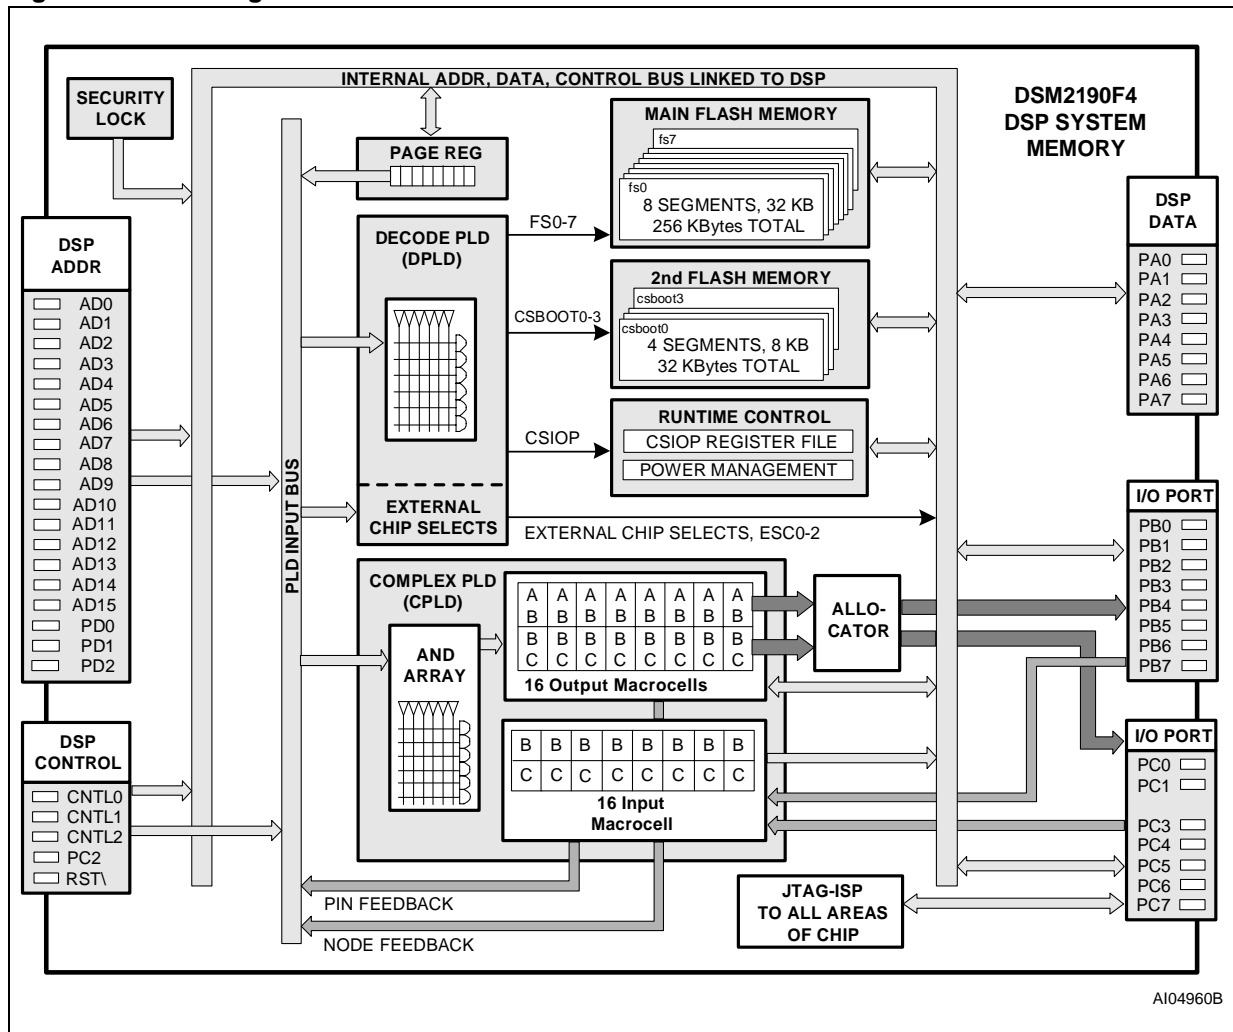 INTERNAL ADDR, DATA, CONTROL BUS LINKED TO DSP
SECURITY
LOCK
DSM2190F4
DSP SYSTEM
MEMORY
PAGE REG
MAIN FLASH MEMORY
fs7
fs0
8 SEGMENTS, 32 KB
256 KBytes TOTAL
DSP
ADDR
AD0
AD1
AD2
AD3
AD4
AD5
AD6
AD7
AD8
AD9
AD10
AD11
AD12
AD13
AD14
AD15
PD0
PD1
PD2
DSP
CONTROL
CNTL0
CNTL1
CNTL2
PC2
RST\
PLD INPUT BUS
DECODE PLD
(DPLD)
FS0-7
CSBOOT0-3
CSIOP
2nd FLASH MEMORY
csboot3
csboot0
4 SEGMENTS, 8 KB
32 KBytes TOTAL
RUNTIME CONTROL
CSIOP REGISTER FILE
POWER MANAGEMENT
EXTERNAL
CHIP SELECTS
EXTERNAL CHIP SELECTS, ESC0-2
COMPLEX PLD
(CPLD)
AND
ARRAY
A A A A A A A A
B B B B B B B B
B B B B B B B B
C C C C C C C C
16 Output Macrocells
B B B B B B B B
C C C C C C C C
16 Input
Macrocell
ALLO-
CATOR
PIN FEEDBACK
NODE FEEDBACK
JTAG-ISP
TO ALL AREAS
OF CHIP
DSP
DATA
PA0
PA1
PA2
PA3
PA4
PA5
PA6
PA7
I/O PORT
PB0
PB1
PB2
PB3
PB4
PB5
PB6
PB7
I/O PORT
PC0
PC1
PC3
PC4
PC5
PC6
PC7
AI04960B